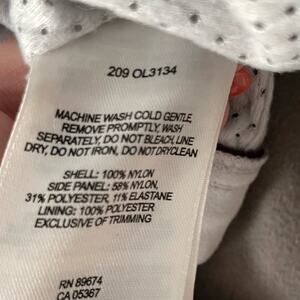 209 OL3134
MACHINE WASH COLD GENTLE,
REMOVE PROMPTLY, WASH
SEPARATELY, DO NOT BLEACH, LINE
DRY, DO NOT IRON, DO NOT DRYCLEAN
SHELL: 100% NYLON
SIDE PANEL: 58% NYLON,
31% POLYESTER, 11% ELASTANE
LINING: 100% POLYESTER
EXCLUSIVE OF TRIMMING
RN 89674
CA 05367